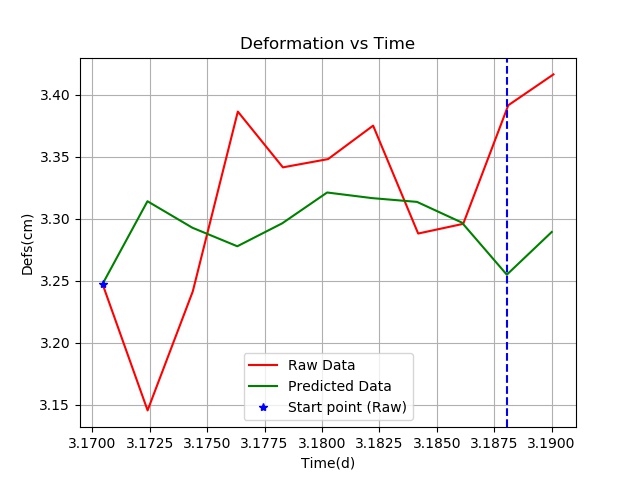 Deformation vs Time
Defs(cm)
3.40
3.35
3.30
3.25
3.20
3.15
Raw Data
Predicted Data
Start point (Raw)
3.1700 3.1725 3.1750 3.1775 3.1800 3.1825 3.1850 3.1875 3.1900
Time(d)